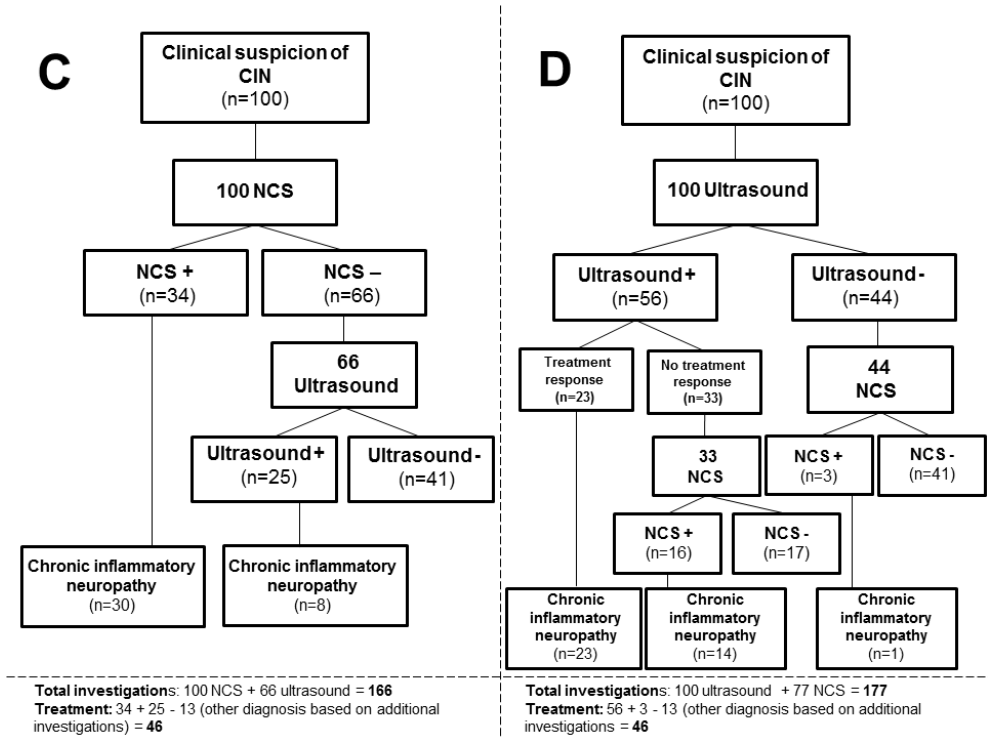 C
Clinical suspicion of
CIN
(n=100)
100 NCS
NCS +
(n=34)
NCS –
(n=66)
66
Ultrasound
Ultrasound+
(n=25)
Ultrasound-
(n=41)
Chronic inflammatory
neuropathy
(n=30)
Chronic inflammatory
neuropathy
(n=8)
Total investigations: 100 NCS + 66 ultrasound = 166
Treatment: 34 + 25 - 13 (other diagnosis based on additional
investigations) = 46
D
Clinical suspicion of
CIN
(n=100)
100 Ultrasound
Ultrasound+
(n=56)
Ultrasound-
(n=44)
Treatment
response
(n=23)
No treatment
response
(n=33)
44
NCS
33
NCS
NCS +
(n=3)
NCS -
(n=41)
NCS +
(n=16)
NCS -
(n=17)
Chronic
inflammatory
neuropathy
(n=23)
Chronic
inflammatory
neuropathy
(n=14)
Chronic
inflammatory
neuropathy
(n=1)
Total investigations: 100 ultrasound + 77 NCS = 177
Treatment: 56 + 3 - 13 (other diagnosis based on additional
investigations = 46